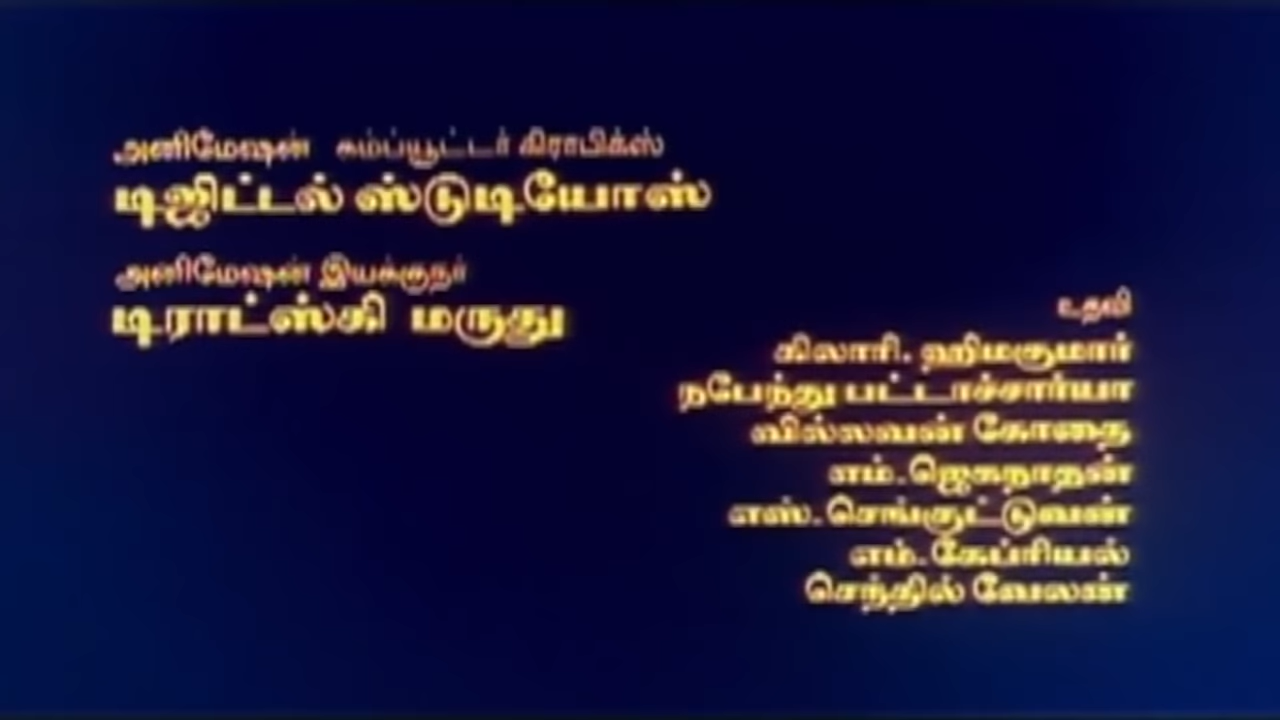 அனிமேஷன் கம்ப்யூட்டர் கிராபிக்ஸ்
டிஜிட்டல் ஸ்டுடியோஸ்
அனிமேஷன் இயக்குநர்
டிராட்ஸ்கி மருது
உதவி
கிலாரி. ஹிமகுமார்
நபேந்து பட்டாச்சார்யா
வில்லவன் கோதை
எம்.ஜெகநாதன்
எஸ்.செங்குட்டுவன்
எம்.கேப்ரியல்
செந்தில் வேலன்